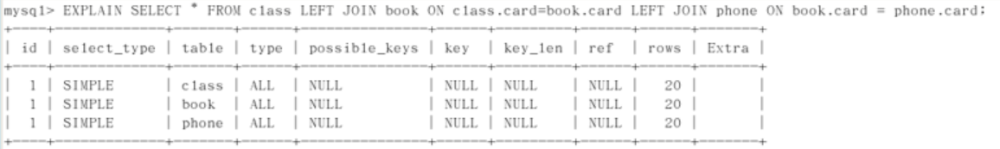 mysql> EXPLAIN SELECT * FROM class LEFT JOIN book ON class.card=book.card LEFT JOIN phone ON book.card = phone.card;
+----+-------------+-------+------+---------------+------+---------+------+------+-------+
| id | select_type | table | type | possible_keys | key | key_len | ref | rows | Extra |
+----+-------------+-------+------+---------------+------+---------+------+------+-------+
| 1 | SIMPLE | class | ALL | NULL | NULL | NULL | NULL | 20 | |
| 1 | SIMPLE | book | ALL | NULL | NULL | NULL | NULL | 20 | |
| 1 | SIMPLE | phone | ALL | NULL | NULL | NULL | NULL | 20 | |
+----+-------------+-------+------+---------------+------+---------+------+------+-------+